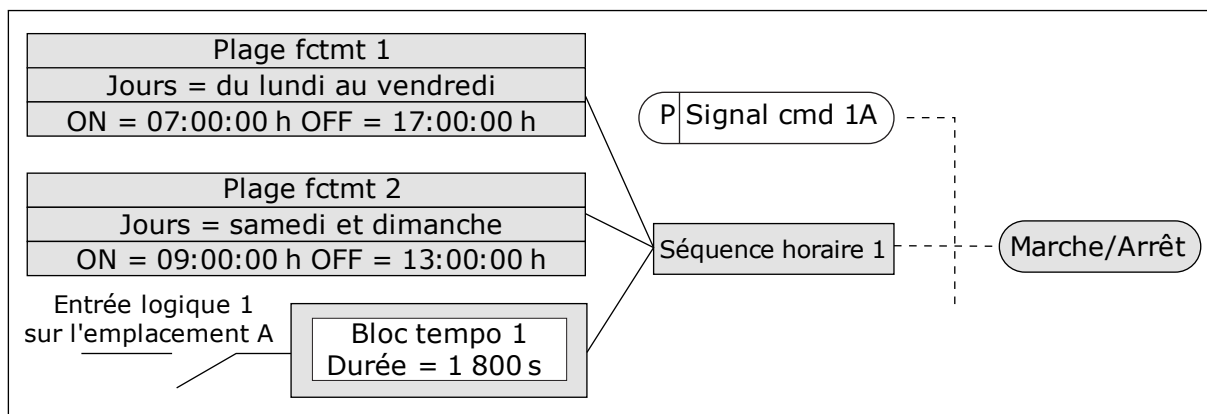 Plage fctmt 1
Jours = du lundi au vendredi
ON = 07:00:00 h OFF = 17:00:00 h
P Signal cmd 1A
Plage fctmt 2
Jours = samedi et dimanche
ON = 09:00:00 h OFF = 13:00:00 h
Séquence horaire 1
Marche/Arrêt
Entrée logique 1
sur l'emplacement A
Bloc tempo 1
Durée = 1 800 s